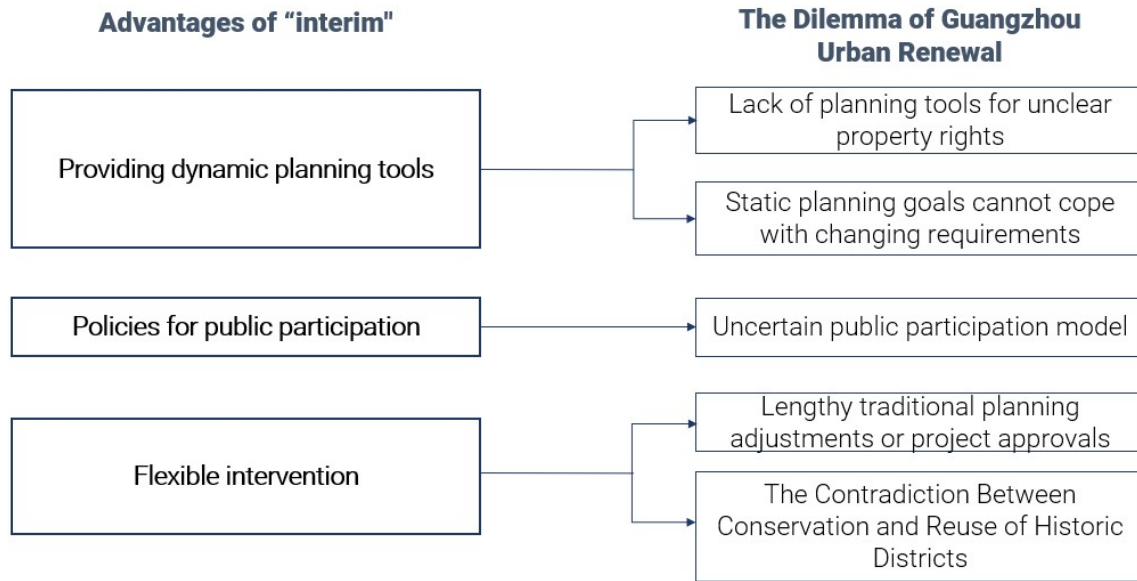 Advantages of “interim"
The Dilemma of Guangzhou
Urban Renewal
Providing dynamic planning tools
Lack of planning tools for unclear
property rights
Static planning goals cannot cope
with changing requirements
Policies for public participation
Uncertain public participation model
Flexible intervention
Lengthy traditional planning
adjustments or project approvals
The Contradiction Between
Conservation and Reuse of Historic
Districts